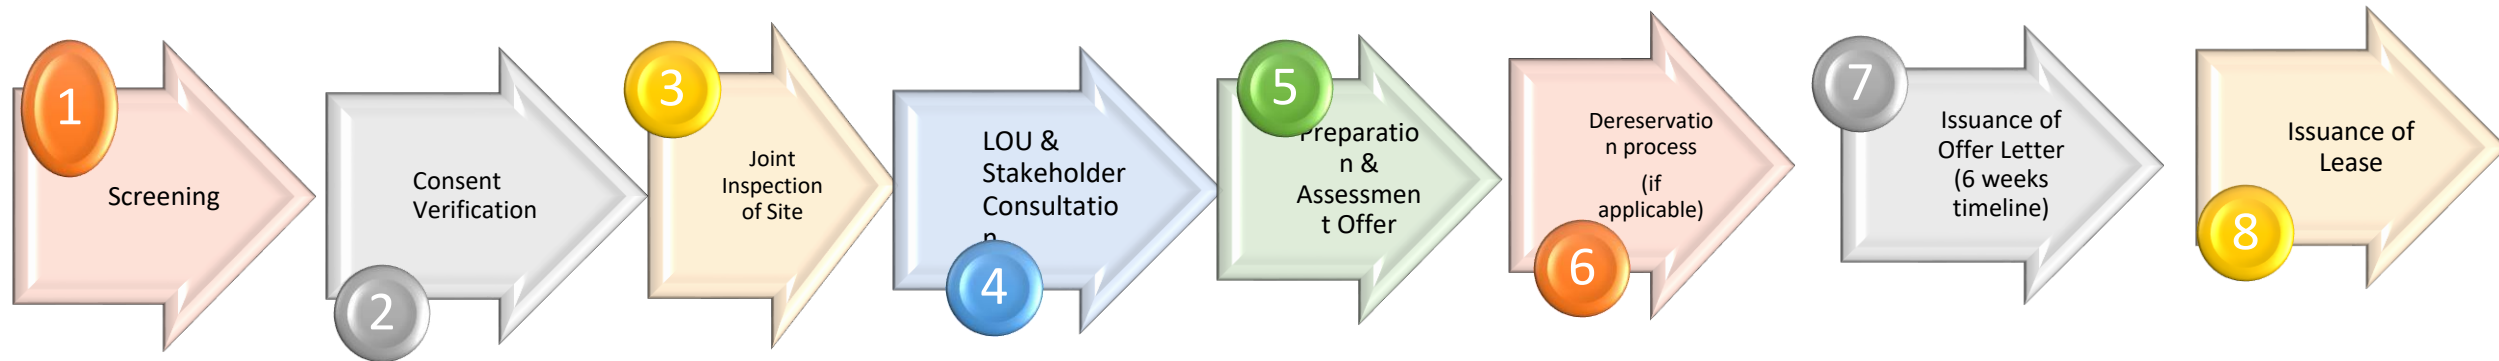 1
Screening
2
Consent
Verification
3
Joint
Inspection
of Site
4
LOU &
Stakeholder
Consultatio
n
5
Preparatio
n &
Assessmen
t Offer
6
Dereservatio
n process
(if
applicable)
7
Issuance of
Offer Letter
(6 weeks
timeline)
8
Issuance of
Lease